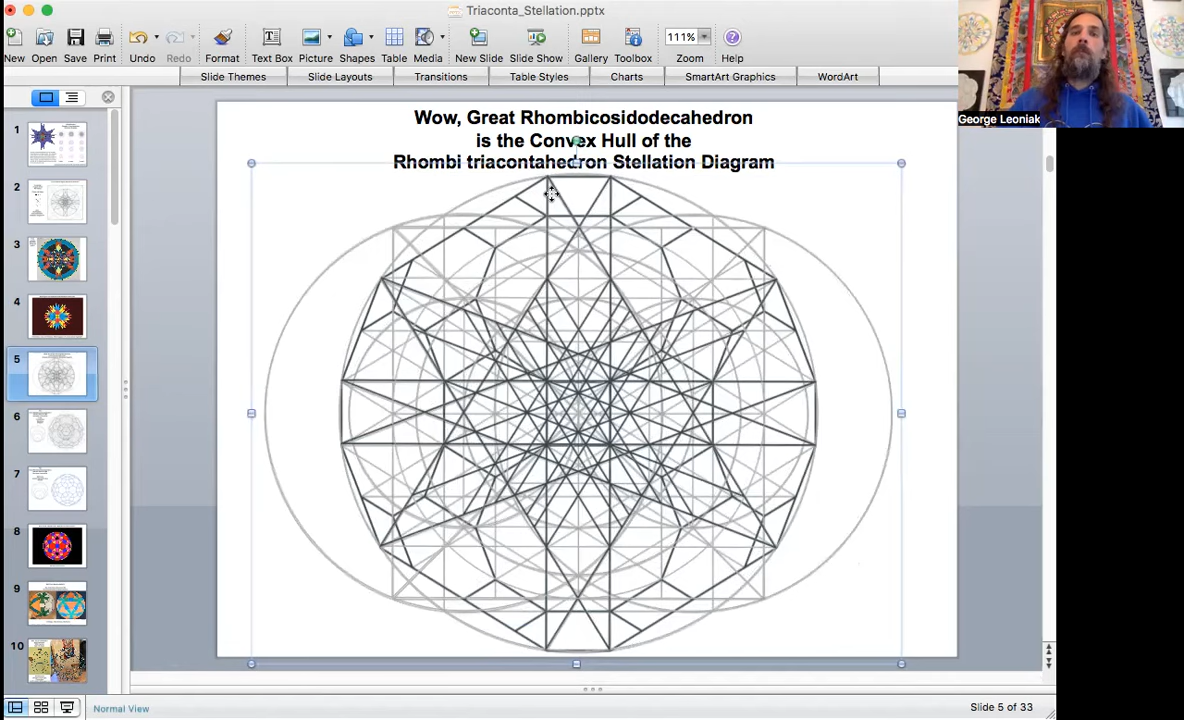 Triaconta_Stellation.pptx
New Open Save Print Undo Redo Format Text Box Picture Shapes Table Media New Slide Slide Show Gallery Toolbox 111% Zoom Help
Slide Themes Slide Layouts Transitions Table Styles Charts SmartArt Graphics WordArt
George Leoniak
Wow, Great Rhombicosidodecahedron
is the Convex Hull of the
Rhombi triacontahedron Stellation Diagram
1
2
3
4
5
6
7
8
9
10
Normal View
Slide 5 of 33